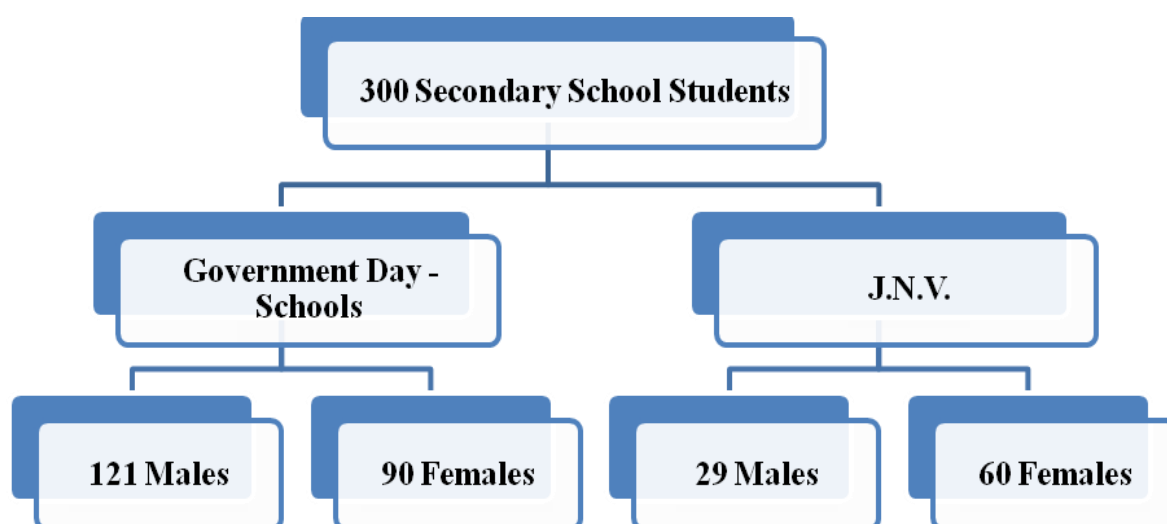 300 Secondary School Students
Government Day -
Schools
J.N.V.
121 Males
90 Females
29 Males
60 Females